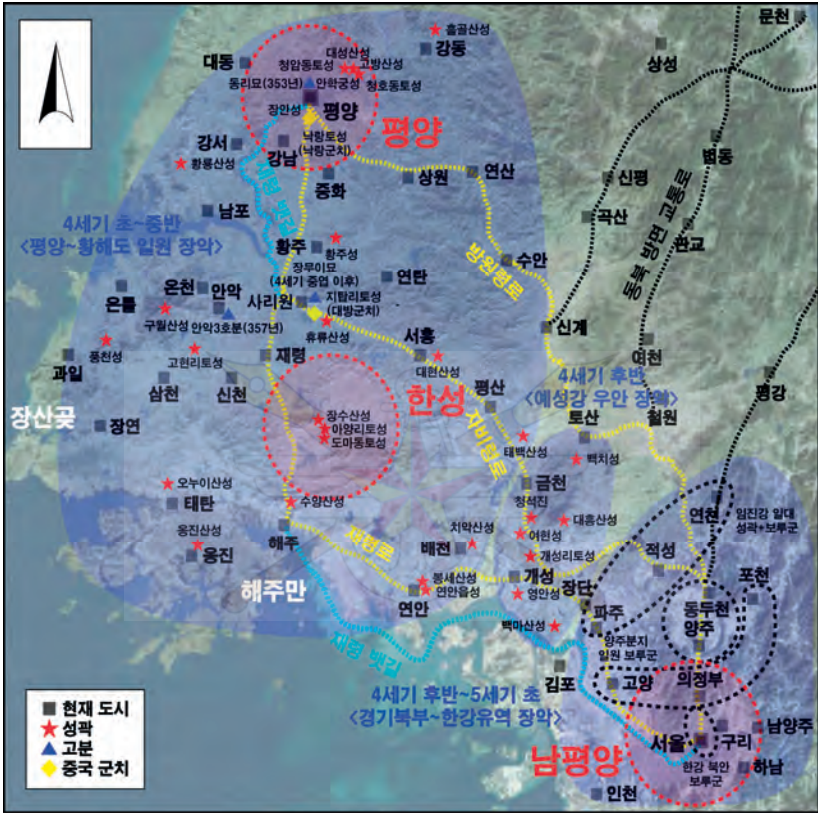 문천
흘골산성
대성산성
강동
상성
대동
청암동토성
고방산성
동리묘(353년)
안학궁성
청호동토성
장안성
평양
평양
강서
강남
낙랑토성
(낙랑군치)
법동
황룡산성
재령 뱃길
중화
상원
연산
신평
동북 방면 교통로
4세기 초~중반
<평양~황해도 일원 장악>
남포
곡산
판교
황주
황주성
방원령로
수안
장무이묘
(4세기 중엽 이후)
연탄
온천
안악
은률
사리원
지탑리토성
(대방군치)
구월산성
안악3호분(357년)
휴류산성
신계
풍천성
고현리토성
재령
서흥
대현산성
이천
과일
삼천
신천
한성
평산
4세기 후반
<예성강 우안 장악>
평강
철원
장산곶
장연
장수산성
아양리토성
도마동토성
자비령로
태백산성
토산
백치성
오누이산성
태탄
수양산성
금천
청석진
연천
임진강 일대
성곽+보루군
옹진산성
옹진
해주
재령로
배천
치악산성
대흥산성
여현성
개성리토성
적성
포천
해주만
봉세산성
연안읍성
연안
개성
영안성
장단
파주
동두천
양주
재령 뱃길
백마산성
양주분지
일원 보루군
4세기 후반~5세기 초
<경기북부~한강유역 장악>
김포
고양
의정부
남평양
서울
구리
남양주
한강 북안
보루군
하남
인천
현재 도시
성곽
고분
중국 군치